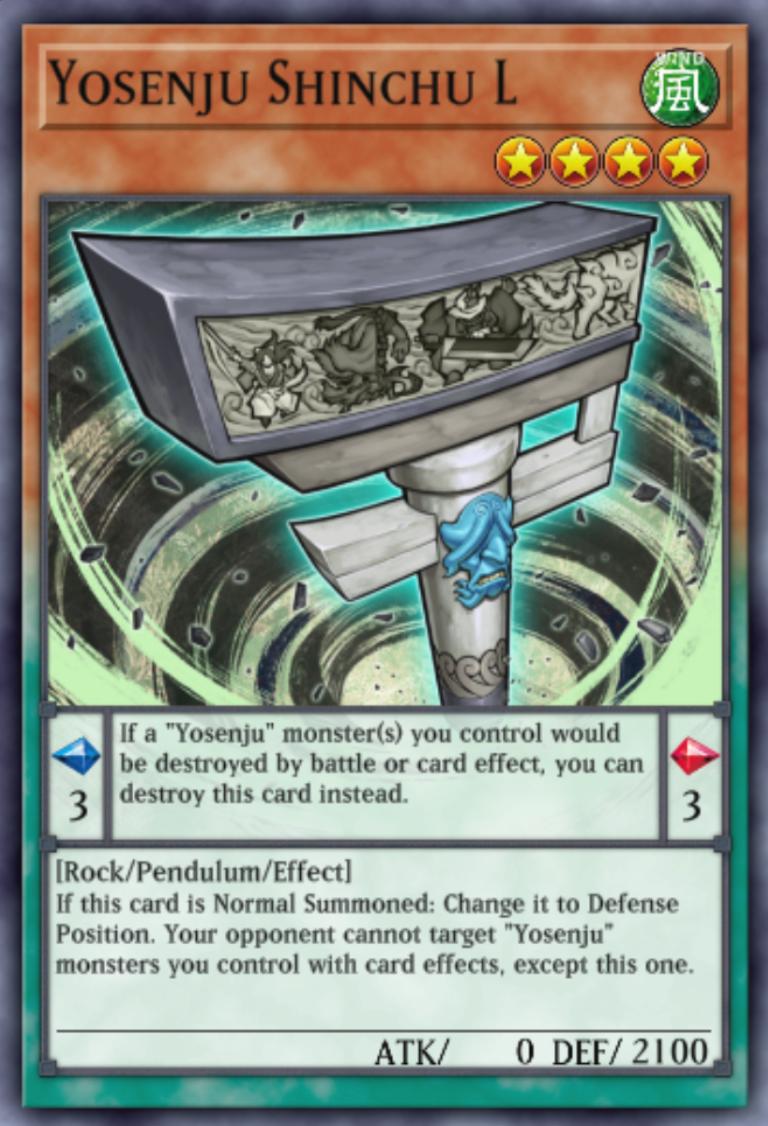 Yosenju Shinchu L
WIND
風
If a "Yosenju" monster(s) you control would
be destroyed by battle or card effect, you can
destroy this card instead.
3
3
[Rock/Pendulum/Effect]
If this card is Normal Summoned: Change it to Defense
Position. Your opponent cannot target "Yosenju"
monsters you control with card effects, except this one.
ATK/ 0 DEF/ 2100